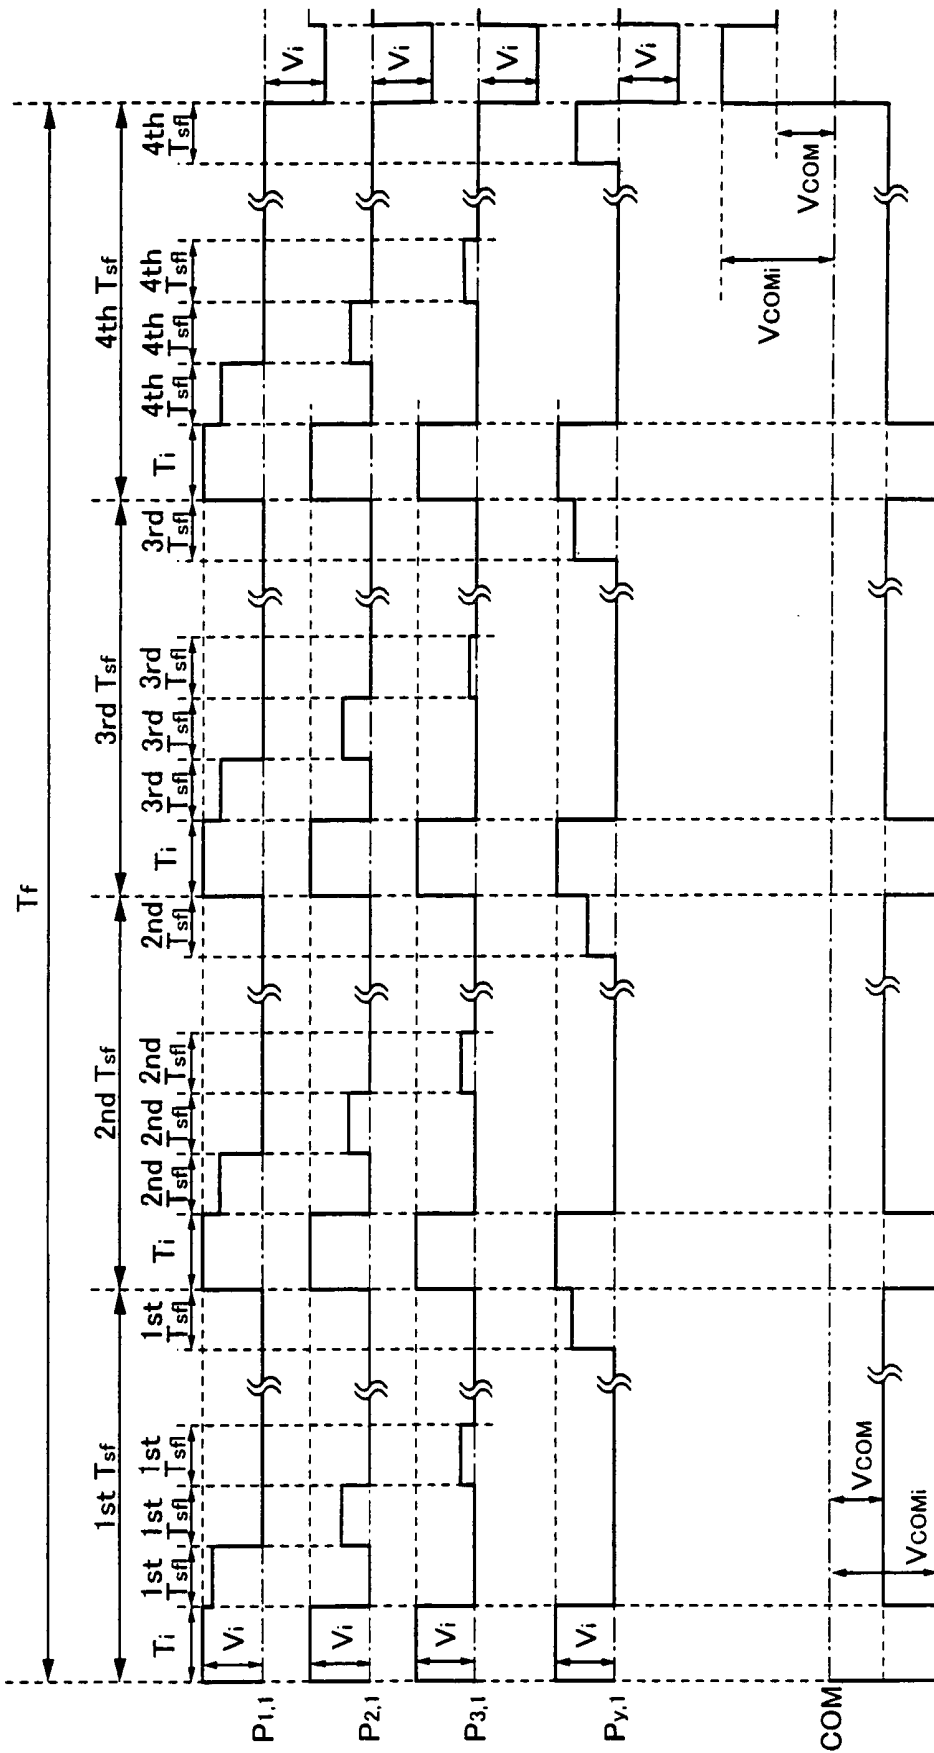 Tf
1st Tsf
2nd Tsf
3rd Tsf
4th Tsf
Ti
1st Tsfl
1st Tsfl
1st Tsfl
1st Tsfl
Ti
2nd Tsfl
2nd Tsfl
2nd Tsfl
2nd Tsfl
Ti
3rd Tsfl
3rd Tsfl
3rd Tsfl
3rd Tsfl
Ti
4th Tsfl
4th Tsfl
4th Tsfl
4th Tsfl
P1,1
Vi
Vi
P2,1
Vi
Vi
P3,1
Vi
Vi
Py,1
Vi
Vi
COM
VCOM
VCOMi
VCOMi
VCOM